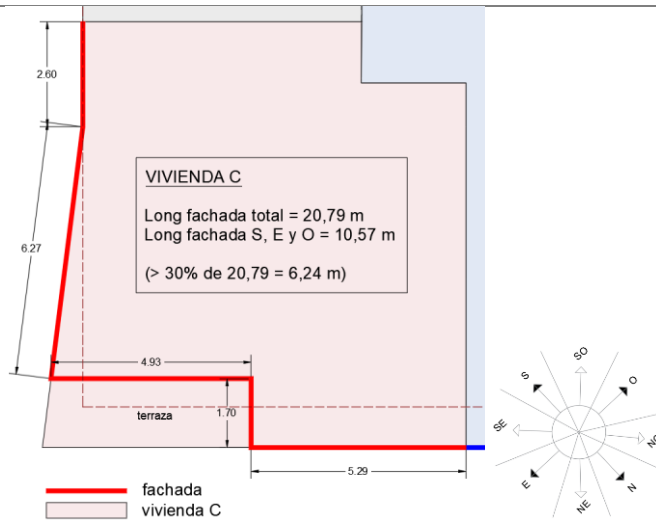 2.60
VIVIENDA C
Long fachada total = 20,79 m
Long fachada S, E y O = 10,57 m
(> 30% de 20,79 = 6,24 m)
6.27
4.93
1.70
terraza
5.29
SO
S
O
SE
NO
E
N
NE
fachada
vivienda C